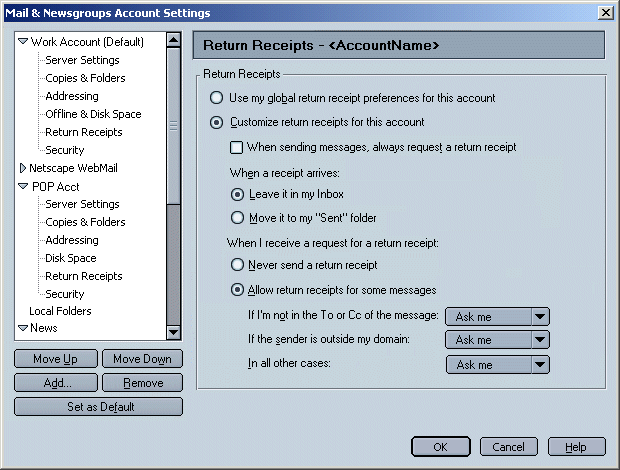 Mail & Newsgroups Account Settings
Work Account (Default)
Server Settings
Copies & Folders
Addressing
Offline & Disk Space
Return Receipts
Security
Netscape WebMail
POP Acct
Server Settings
Copies & Folders
Addressing
Disk Space
Return Receipts
Security
Local Folders
News
Move Up
Move Down
Add...
Remove
Set as Default
Return Receipts - <AccountName>
Return Receipts
Use my global return receipt preferences for this account
Customize return receipts for this account
When sending messages, always request a return receipt
When a receipt arrives:
Leave it in my Inbox
Move it to my "Sent" folder
When I receive a request for a return receipt:
Never send a return receipt
Allow return receipts for some messages
If I'm not in the To or Cc of the message: Ask me
If the sender is outside my domain: Ask me
In all other cases: Ask me
OK
Cancel
Help